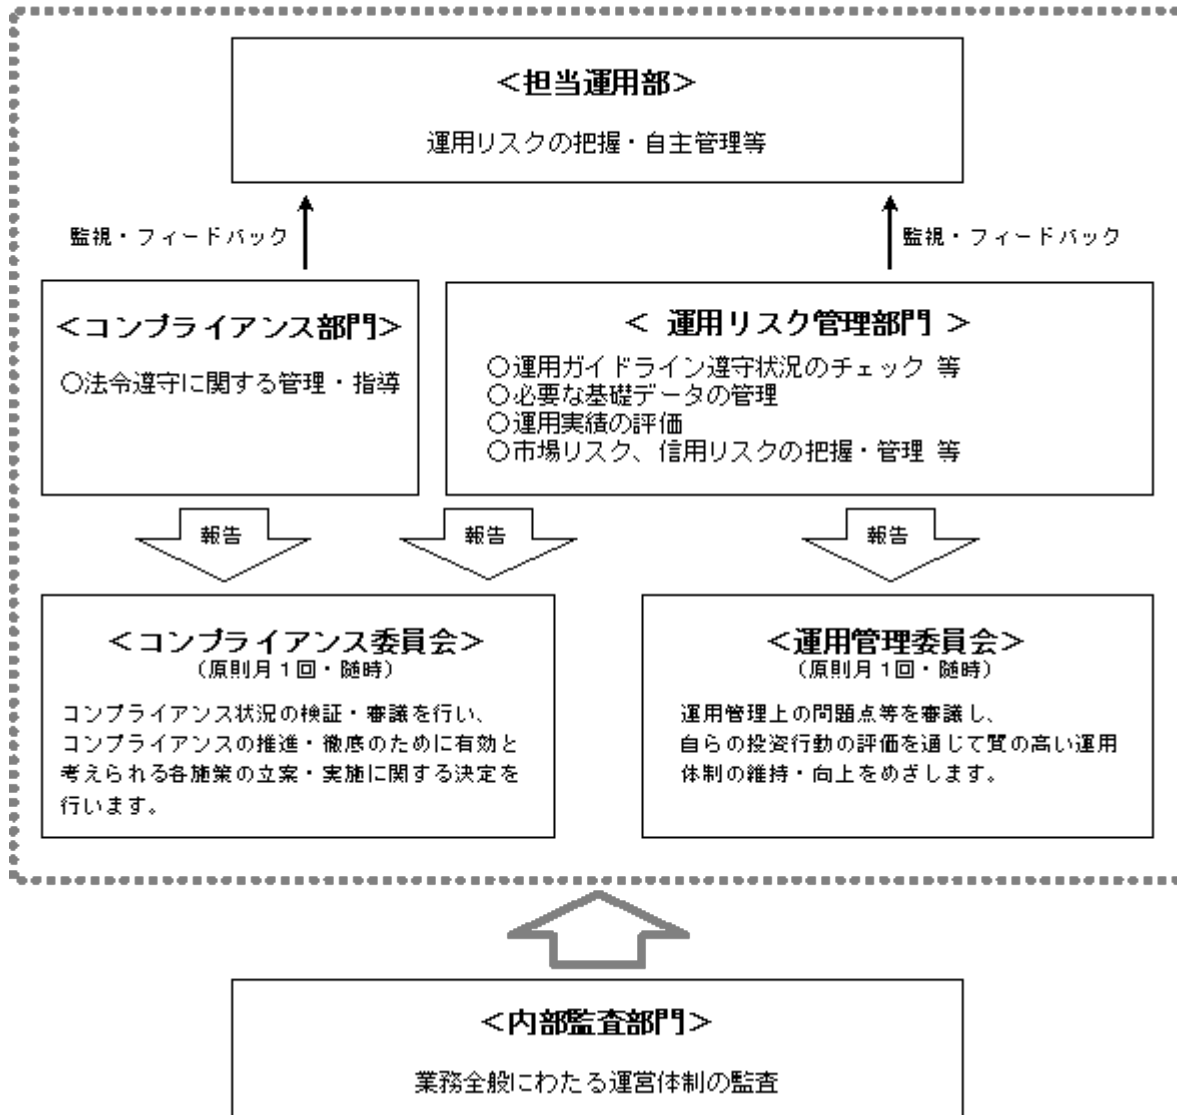 ＜担当運用部＞
運用リスクの把握・自主管理等
監視・フィードバック
監視・フィードバック
＜コンプライアンス部門＞
○法令遵守に関する管理・指導
＜ 運用リスク管理部門 ＞
○運用ガイドライン遵守状況のチェック 等
○必要な基礎データの管理
○運用実績の評価
○市場リスク、信用リスクの把握・管理 等
報告
報告
報告
＜コンプライアンス委員会＞
（原則月１回・随時）
コンプライアンス状況の検証・審議を行い、
コンプライアンスの推進・徹底のために有効と
考えられる各施策の立案・実施に関する決定を
行います。
＜運用管理委員会＞
（原則月１回・随時）
運用管理上の問題点等を審議し、
自らの投資行動の評価を通じて質の高い運用
体制の維持・向上をめざします。
＜内部監査部門＞
業務全般にわたる運営体制の監査